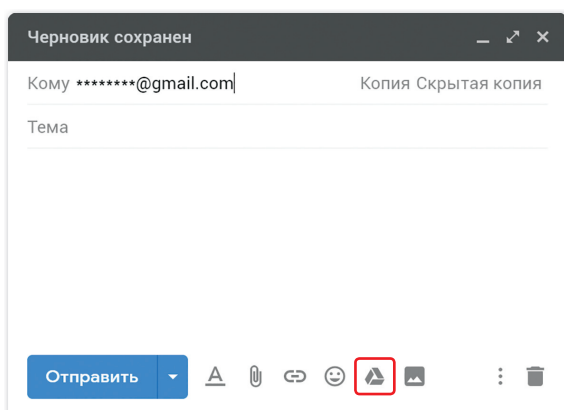 Черновик сохранен
Кому ********@gmail.com Копия Скрытая копия
Тема
Отправить